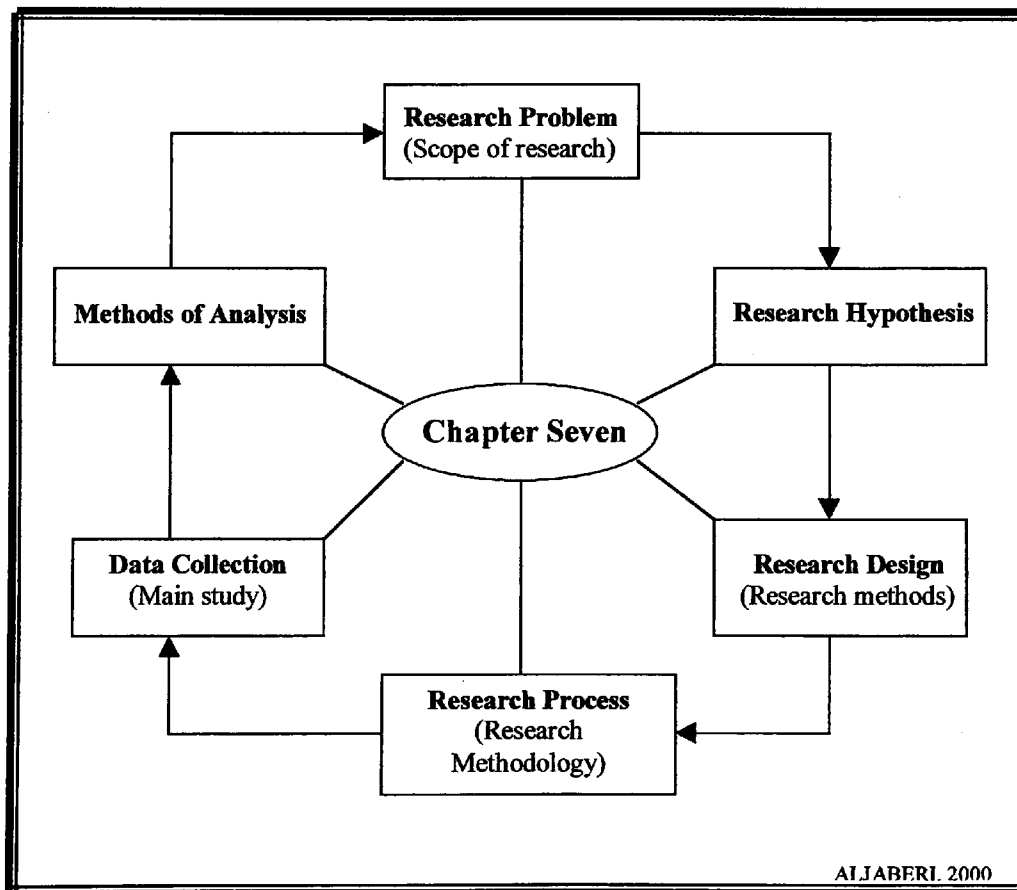 Research Problem
(Scope of research)
Methods of Analysis
Research Hypothesis
Chapter Seven
Data Collection
(Main study)
Research Design
(Research methods)
Research Process
(Research
Methodology)
ALJABERI, 2000